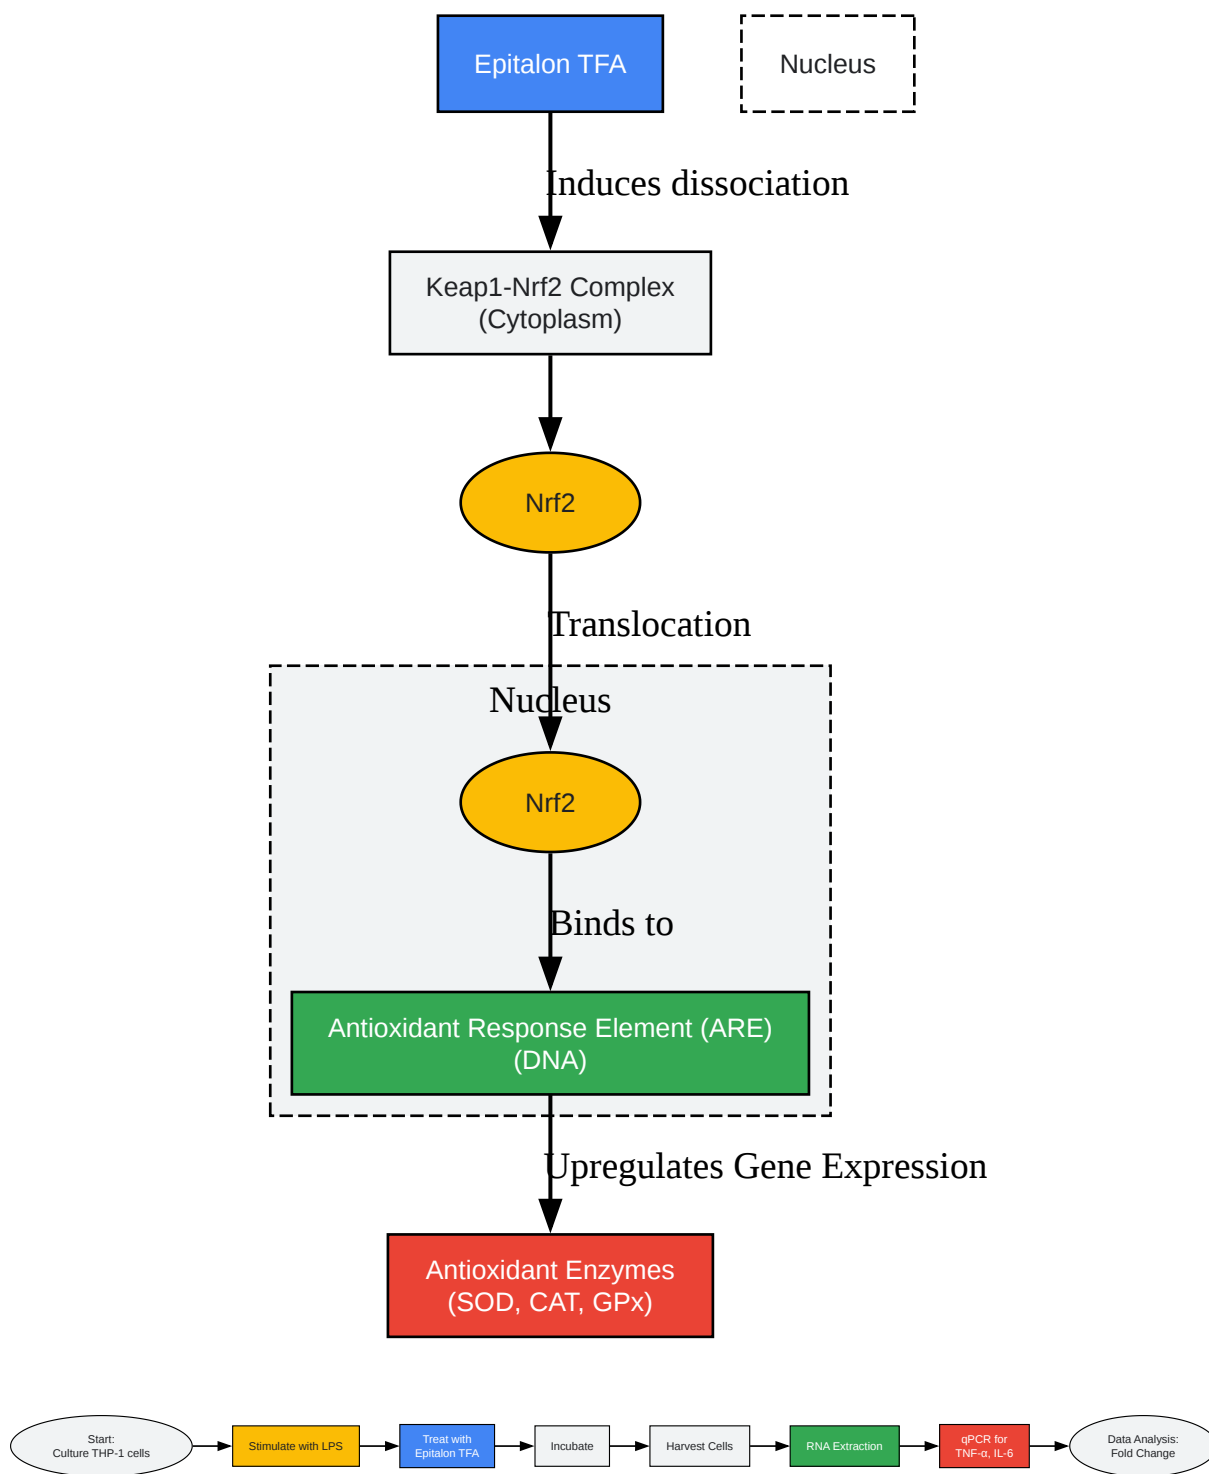 Epitalon TFA
Nucleus
Induces dissociation
Keap1-Nrf2 Complex
(Cytoplasm)
Nrf2
Translocation
Nucleus
Nrf2
Binds to
Antioxidant Response Element (ARE)
(DNA)
Upregulates Gene Expression
Antioxidant Enzymes
(SOD, CAT, GPx)
Start:
Culture THP-1 cells
Stimulate with LPS
Treat with
Epitalon TFA
Incubate
Harvest Cells
RNA Extraction
qPCR for
TNF-α, IL-6
Data Analysis:
Fold Change